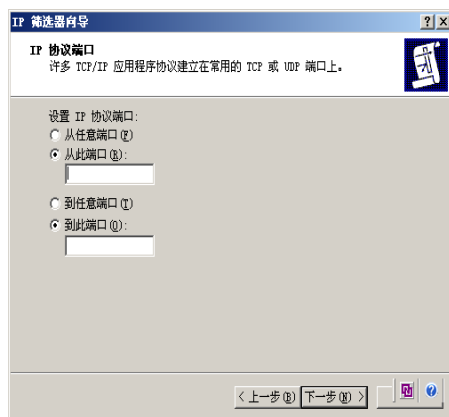 IP 筛选器向导
IP 协议端口
许多 TCP/IP 应用程序协议建立在常用的 TCP 或 UDP 端口上。
设置 IP 协议端口:
从任意端口(F)
从此端口(R):
到任意端口(T)
到此端口(O):
< 上一步(B) 下一步(N) >